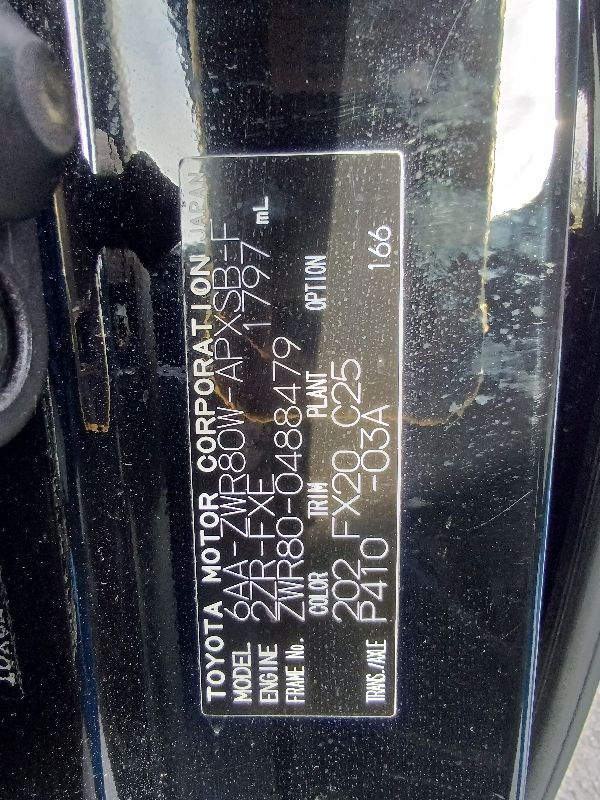 TOYOTA MOTOR CORPORATION JAPAN
MODEL 6AA-ZWR80W-APXSB-F
ENGINE 2ZR-FXE 1797 mL
FRAME No. ZWR80-0488479
COLOR TRIM PLANT OPTION
202 FX20 C25
TRANS./AXLE P410 -03A 166